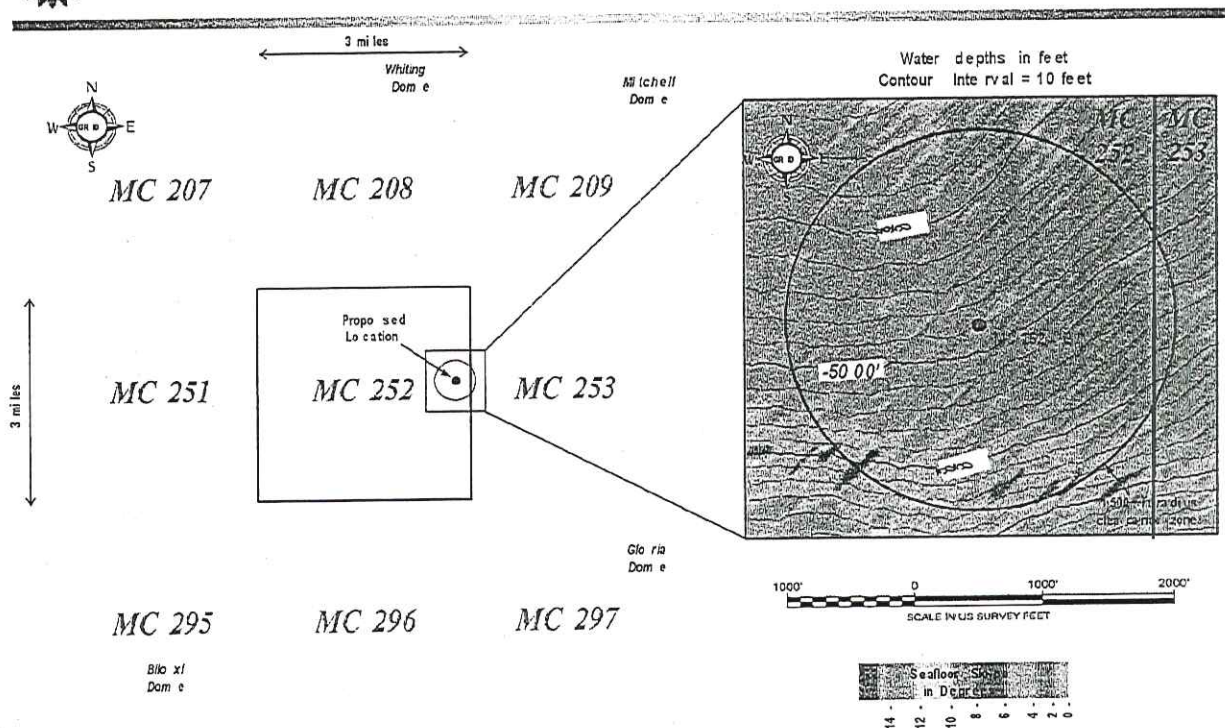 3 miles
Whiting
Dome
Mitchell
Dome
Water depths in feet
Contour Interval = 10 feet
N
W GRID E
S
N
W GRID
MC MC
252 253
MC 207 MC 208 MC 209
Proposed
Location
3 miles
MC 251 MC 252 MC 253
-5000'
zone
Gloria
Dome
1000' 0 1000' 2000'
SCALE IN US SURVEY FEET
MC 295 MC 296 MC 297
Biloxi
Dome
Seafloor Slope
in Degrees
14 - 12 - 10 - 8 - 6 - 4 - 2 - 0 -